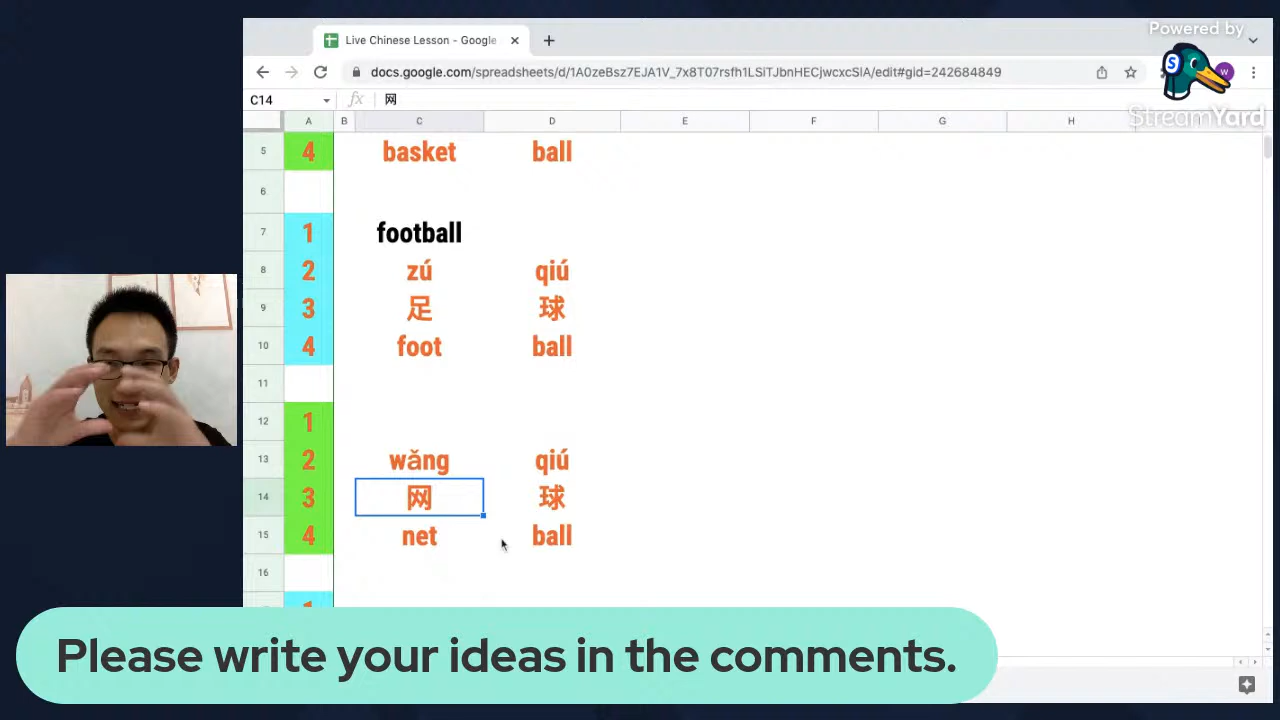 Powered by
Live Chinese Lesson - Google
docs.google.com/spreadsheets/d/1A0zeBsz7EJA1V_7x8T07rsfh1LSiTJbnHECjwcxcSlA/edit#gid=242684849
S
W
StreamYard
C14 fx 网
A B C D E F G H
5 4 basket ball
6
7 1 football
8 2 zú qiú
9 3 足 球
10 4 foot ball
11
12 1
13 2 wǎng qiú
14 3 网 球
15 4 net ball
16
Please write your ideas in the comments.